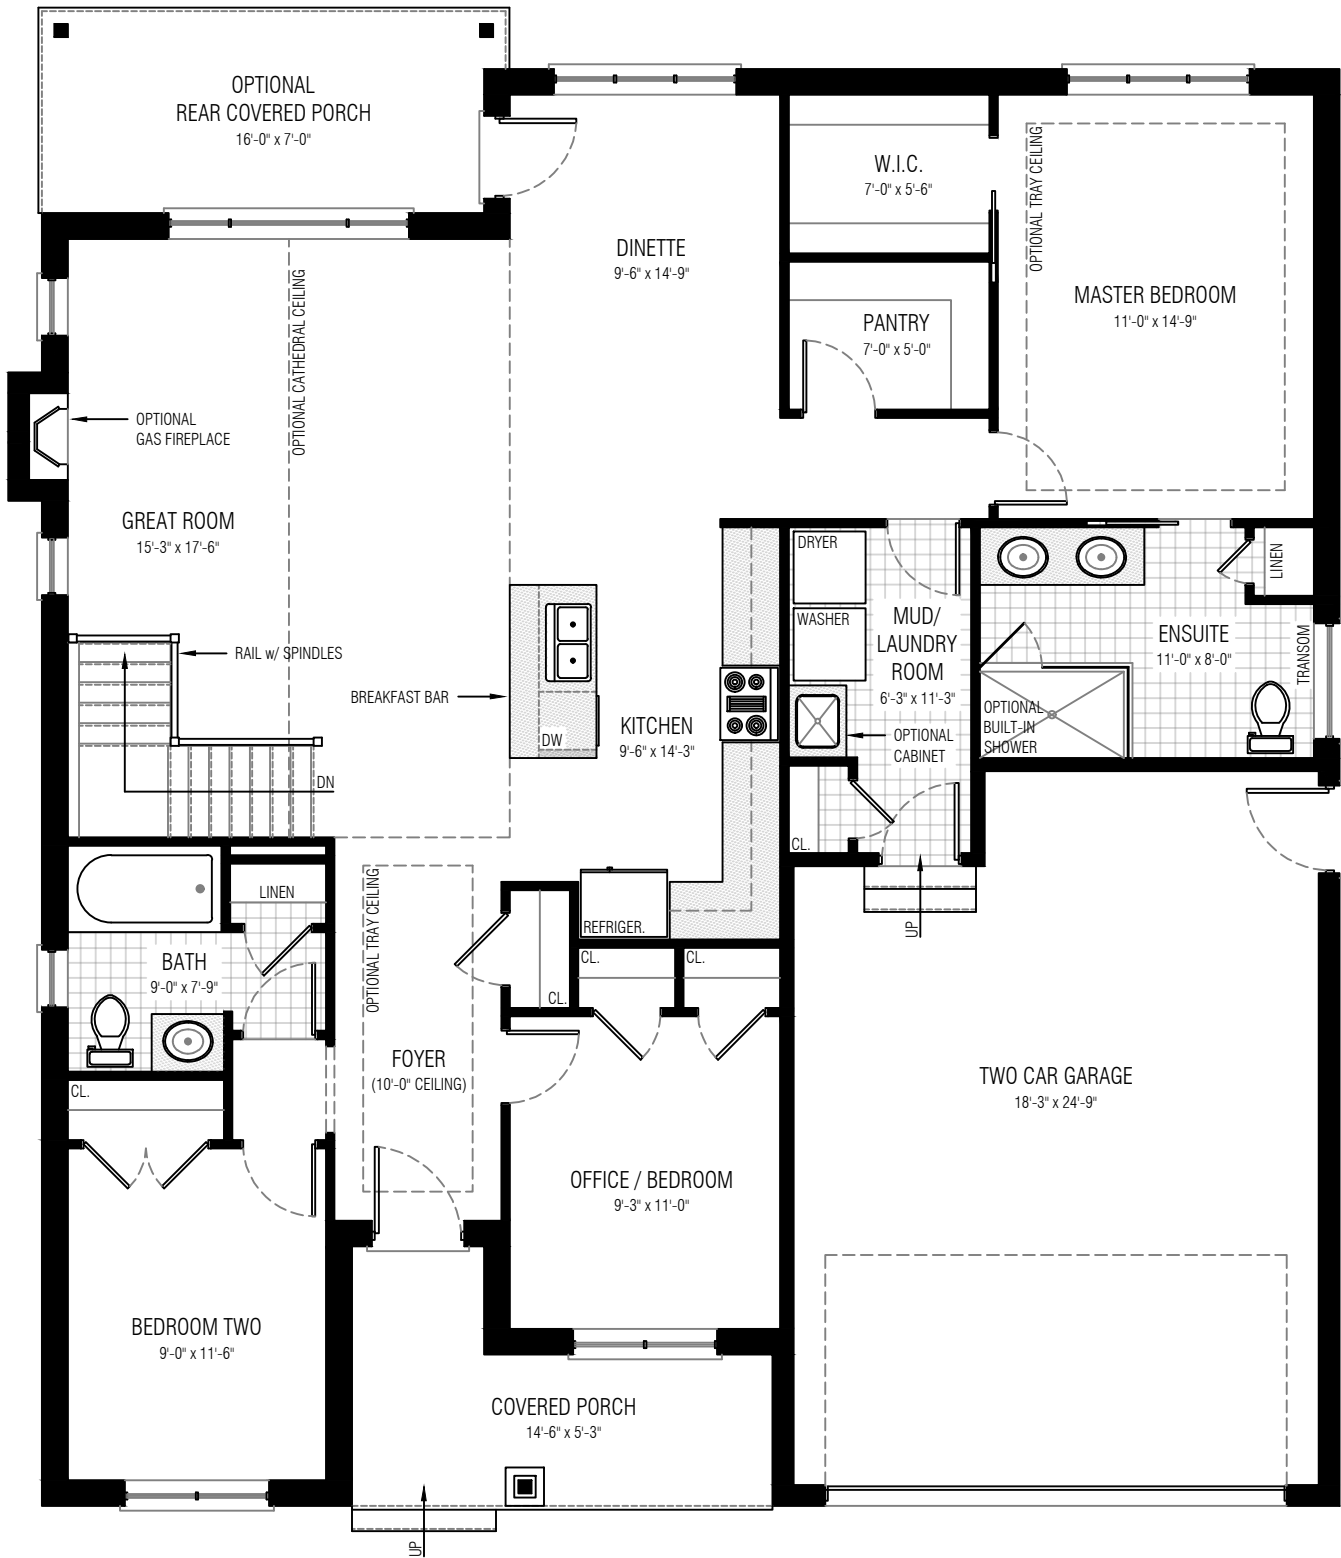 OPTIONAL
REAR COVERED PORCH
16'-0" x 7'-0"
W.I.C.
7'-0" x 5'-6"
OPTIONAL TRAY CEILING
DINETTE
9'-6" x 14'-9"
MASTER BEDROOM
11'-0" x 14'-9"
PANTRY
7'-0" x 5'-0"
OPTIONAL CATHEDRAL CEILING
OPTIONAL
GAS FIREPLACE
GREAT ROOM
15'-3" x 17'-6"
DRYER
WASHER
MUD/
LAUNDRY
ROOM
6'-3" x 11'-3"
LINEN
ENSUITE
11'-0" x 8'-0"
TRANSOM
RAIL w/ SPINDLES
BREAKFAST BAR
DW
KITCHEN
9'-6" x 14'-3"
OPTIONAL
CABINET
OPTIONAL
BUILT-IN
SHOWER
DN
CL.
UP
LINEN
OPTIONAL TRAY CEILING
REFRIGER.
BATH
9'-0" x 7'-9"
CL.
CL.
CL.
FOYER
(10'-0" CEILING)
CL.
TWO CAR GARAGE
18'-3" x 24'-9"
OFFICE / BEDROOM
9'-3" x 11'-0"
BEDROOM TWO
9'-0" x 11'-6"
COVERED PORCH
14'-6" x 5'-3"
UP